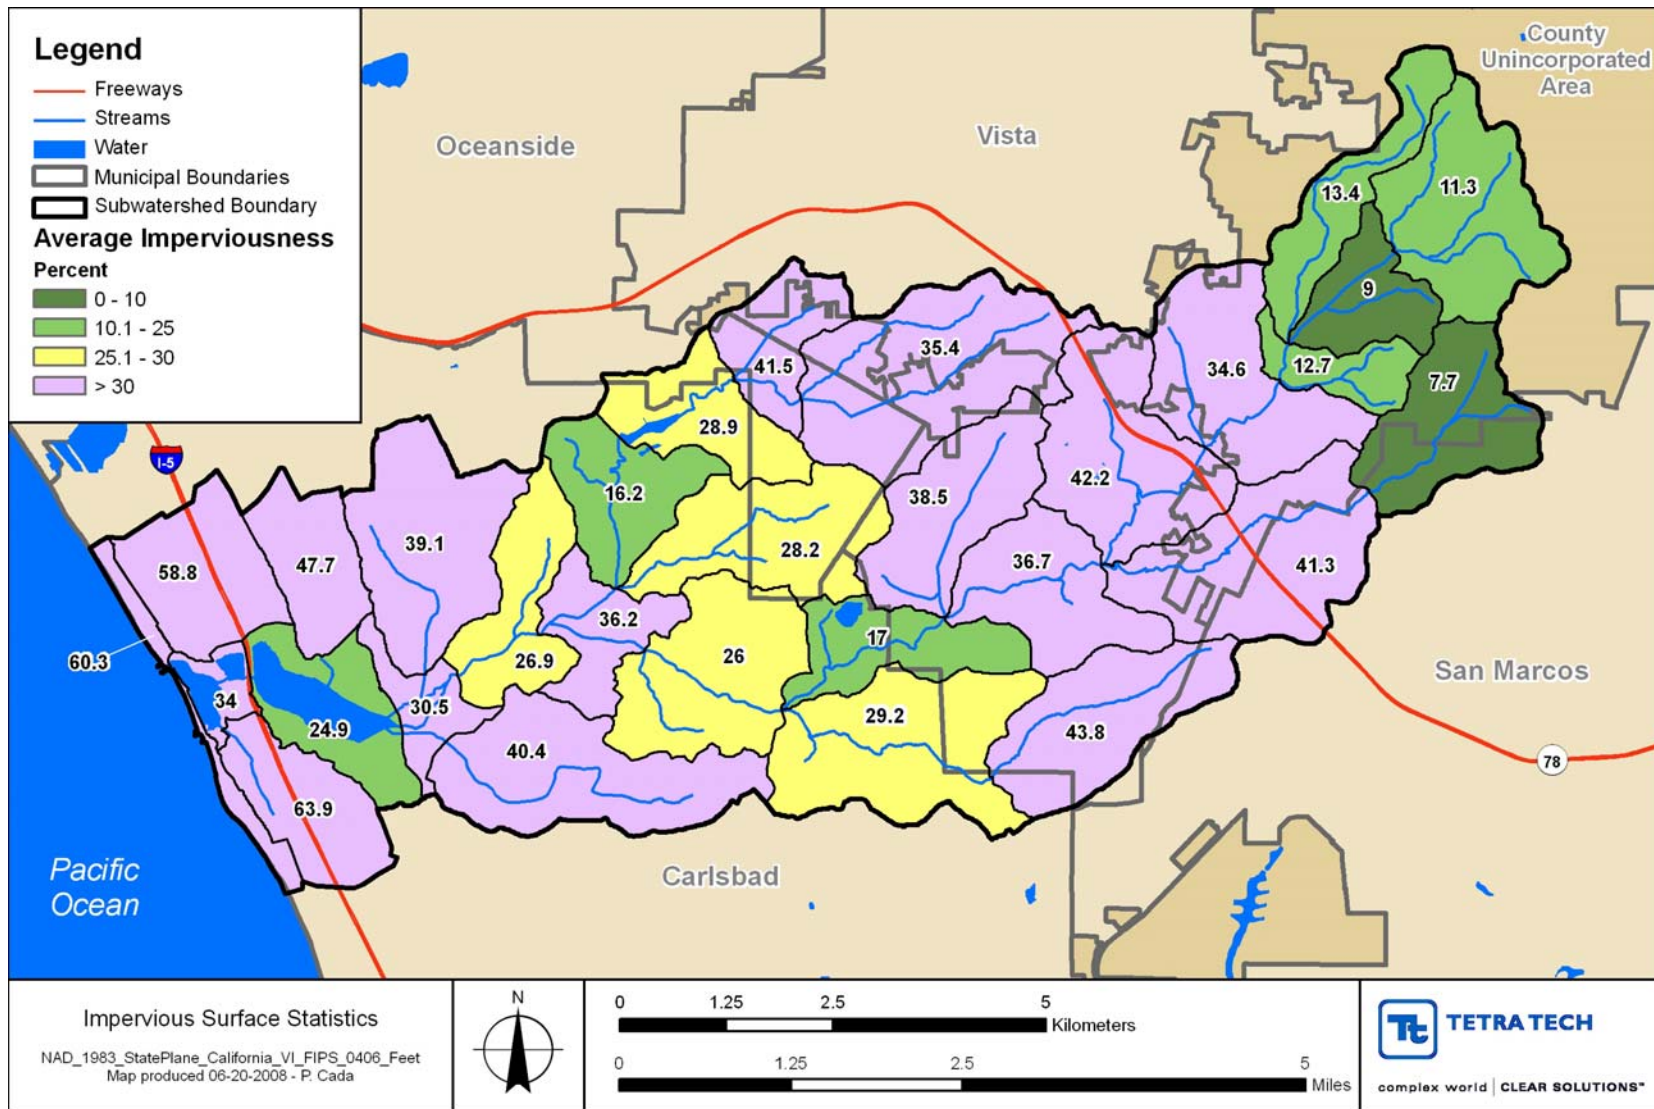 Legend
Freeways
Streams
Water
Municipal Boundaries
Subwatershed Boundary
Average Imperviousness
Percent
0 - 10
10.1 - 25
25.1 - 30
> 30
County
Unincorporated
Area
Oceanside
Vista
13.4
11.3
9
12.7
7.7
41.5
35.4
34.6
28.9
I-5
16.2
38.5
42.2
39.1
28.2
58.8
47.7
36.7
41.3
36.2
60.3
26.9
26
17
San Marcos
34
30.5
24.9
29.2
40.4
43.8
78
63.9
Pacific
Ocean
Carlsbad
Impervious Surface Statistics
NAD_1983_StatePlane_California_VI_FIPS_0406_Feet
Map produced 06-20-2008 - P. Cada
N
0 1.25 2.5 5
Kilometers
0 1.25 2.5 5
Miles
Tt TETRA TECH
complex world | CLEAR SOLUTIONS™